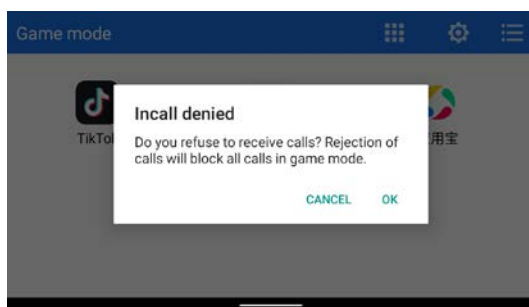 Game mode
Incall denied
Do you refuse to receive calls? Rejection of
calls will block all calls in game mode.
CANCEL OK
TikTo
用宝